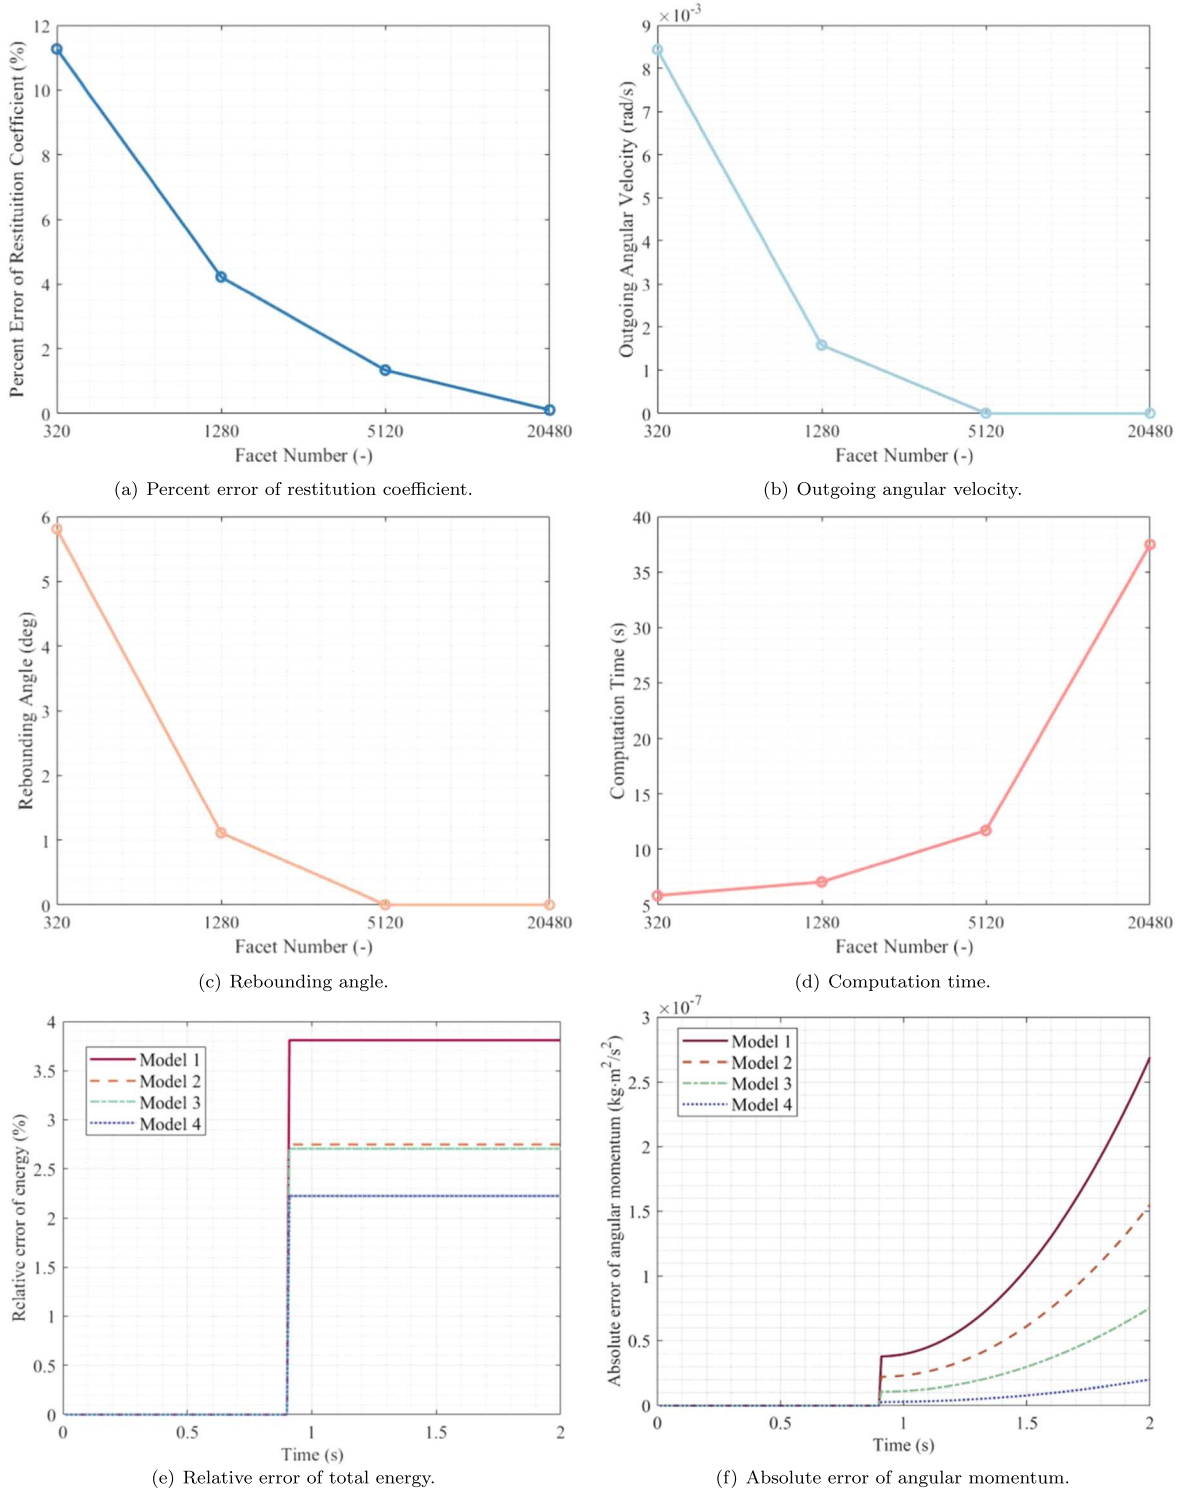 12
10
8
6
4
2
0
320
1280
5120
20480
Percent Error of Restituition Coefficient (%)
Facet Number (-)
(a) Percent error of restitution coefficient.
×10-3
9
8
7
6
5
4
3
2
1
0
320
1280
5120
20480
Outgoing Angular Velocity (rad/s)
Facet Number (-)
(b) Outgoing angular velocity.
6
5
4
3
2
1
0
320
1280
5120
20480
Rebounding Angle (deg)
Facet Number (-)
(c) Rebounding angle.
40
35
30
25
20
15
10
5
320
1280
5120
20480
Computation Time (s)
Facet Number (-)
(d) Computation time.
4
3.5
3
2.5
2
1.5
1
0.5
0
0
0.5
1
1.5
2
Relative error of energy (%)
Time (s)
Model 1
Model 2
Model 3
Model 4
(e) Relative error of total energy.
×10-7
3
2.5
2
1.5
1
0.5
0
0
0.5
1
1.5
2
Absolute error of angular momentum (kg·m2/s2)
Time (s)
Model 1
Model 2
Model 3
Model 4
(f) Absolute error of angular momentum.